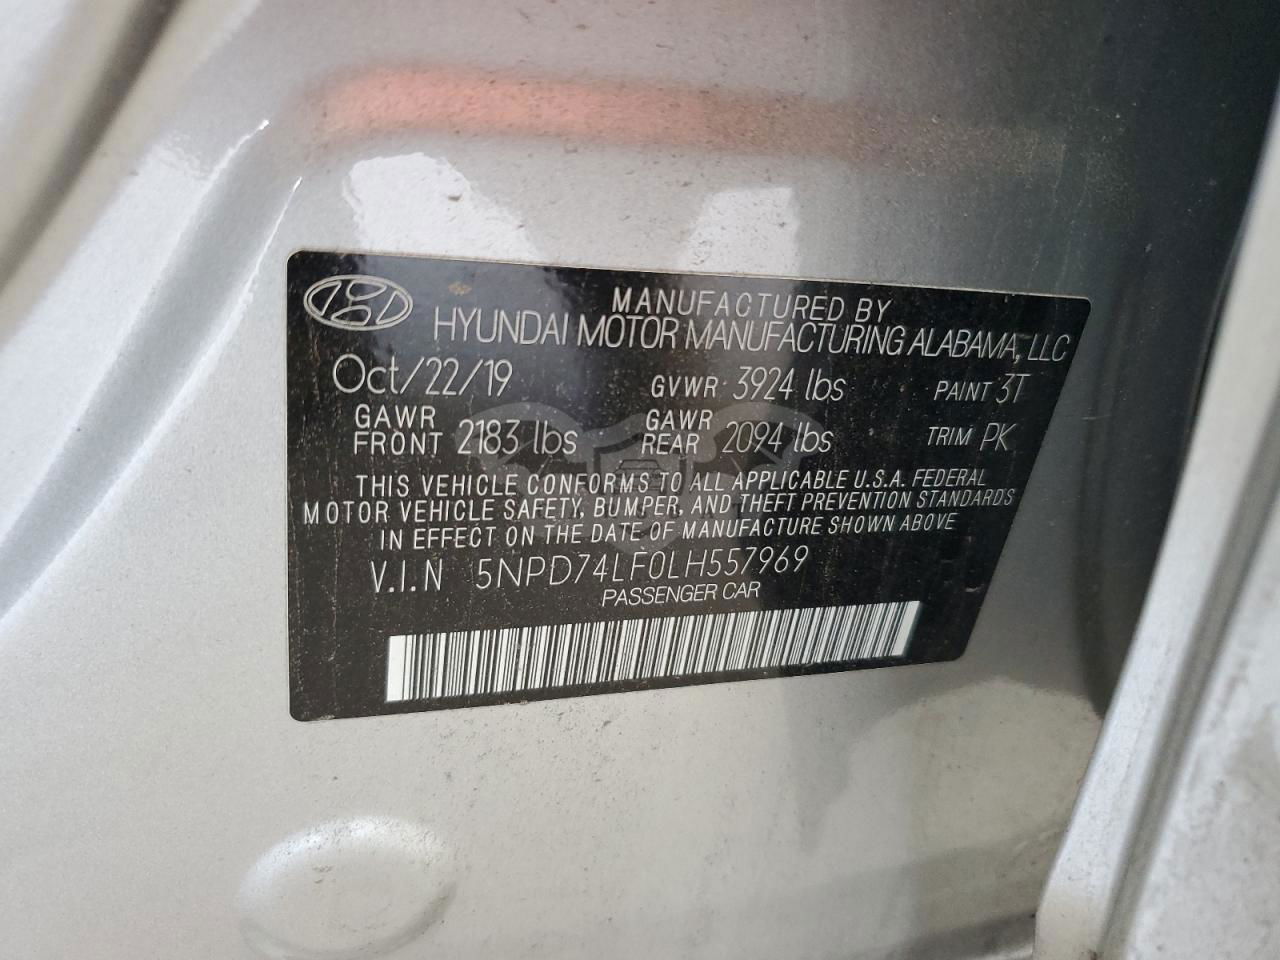 MANUFACTURED BY
HYUNDAI MOTOR MANUFACTURING ALABAMA, LLC
Oct/22/19 GVWR 3924 lbs PAINT 3T
GAWR FRONT 2183 lbs GAWR REAR 2094 lbs TRIM PK
THIS VEHICLE CONFORMS TO ALL APPLICABLE U.S.A. FEDERAL
MOTOR VEHICLE SAFETY, BUMPER, AND THEFT PREVENTION STANDARDS
IN EFFECT ON THE DATE OF MANUFACTURE SHOWN ABOVE
V.I.N 5NPD74LF0LH557969
PASSENGER CAR